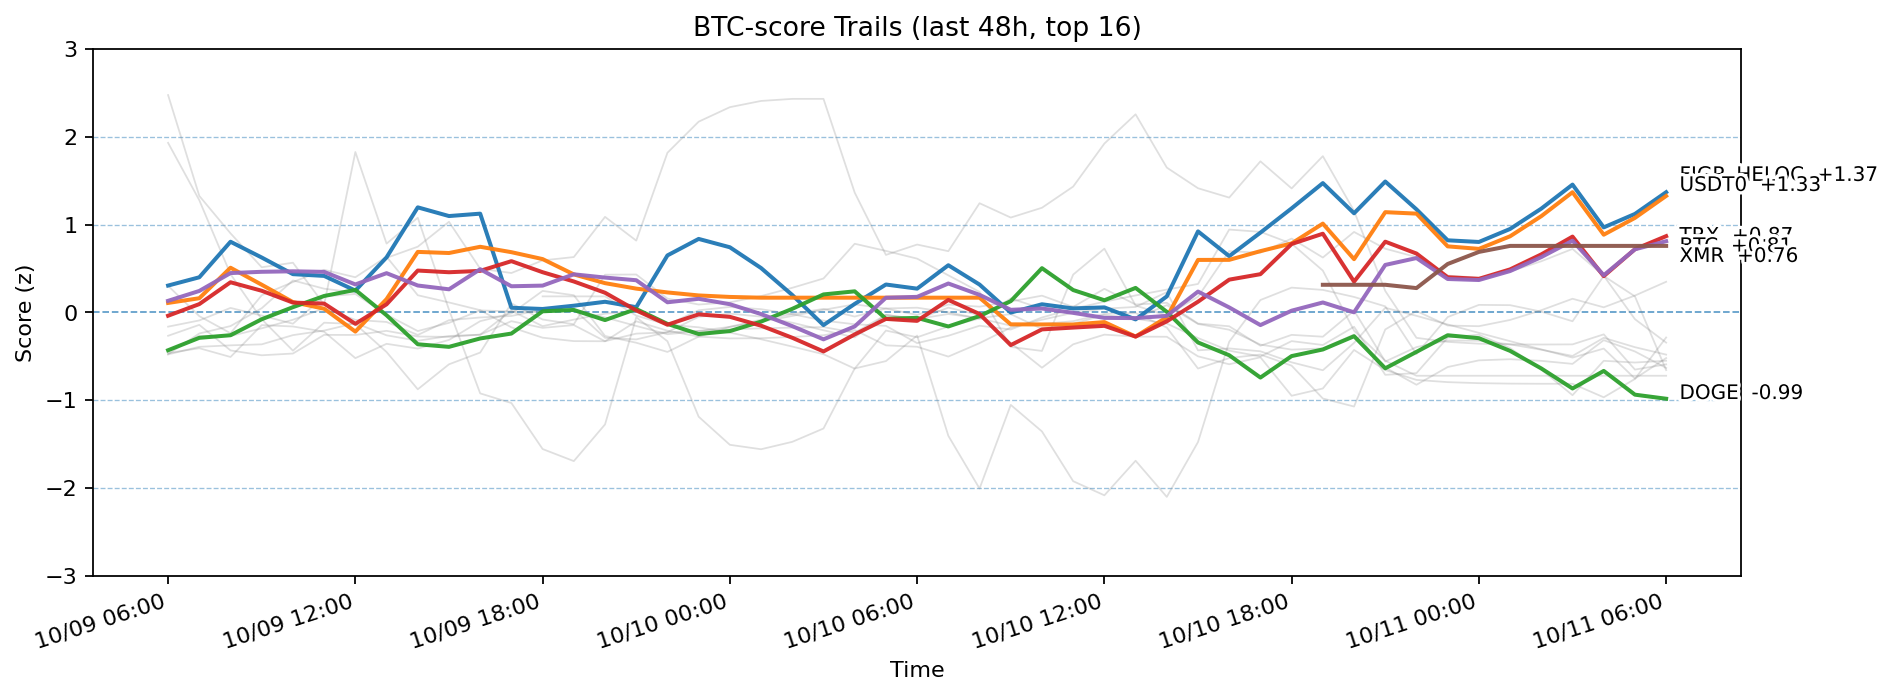 BTC-score Trails (last 48h, top 16)
Score (z)
3
2
1
0
−1
−2
−3
+1.37
USDT0 +1.33
TRX +0.87
BTC +0.81
XMR +0.76
DOGE -0.99
10/09 06:00
10/09 12:00
10/09 18:00
10/10 00:00
10/10 06:00
10/10 12:00
10/10 18:00
10/11 00:00
10/11 06:00
Time